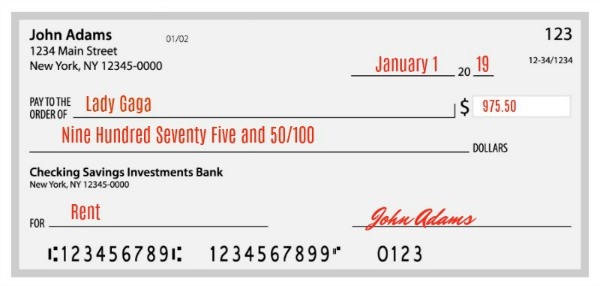 John Adams 01/02 123
1234 Main Street
New York, NY 12345-0000 January 1 20 19 12-34/1234
PAY TO THE
ORDER OF Lady Gaga $ 975.50
Nine Hundred Seventy Five and 50/100 DOLLARS
Checking Savings Investments Bank
New York, NY 12345-0000
FOR Rent John Adams
⑆123456789⑆ 1234567899⑈ 0123